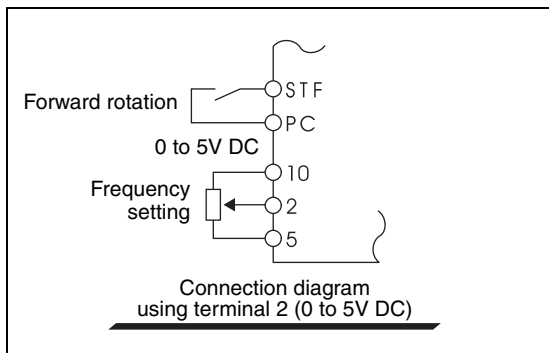 STF
Forward rotation
PC
0 to 5V DC
10
Frequency
setting
2
5
Connection diagram
using terminal 2 (0 to 5V DC)